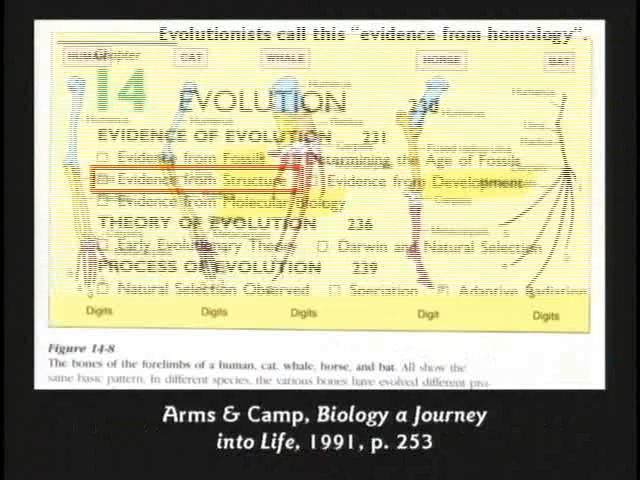 Evolutionists call this "evidence from homology".
HUMAN Chapter CAT WHALE HORSE BAT
14 EVOLUTION 230
Humerus
Humerus
Humerus
Humerus
EVIDENCE OF EVOLUTION 231
Evidence from Fossils Determining the Age of Fossils
Evidence from Structure Evidence from Development
Evidence from Molecular Biology
THEORY OF EVOLUTION 236
Early Evolutionary Theory Darwin and Natural Selection
PROCESS OF EVOLUTION 239
Natural Selection Observed Speciation Adaptive Radiation
Digits Digits Digits Digit Digits
Figure 14-8
The bones of the forelimbs of a human, cat, whale, horse, and bat. All show the
same basic pattern. In different species, the various bones have evolved different
Arms & Camp, Biology a Journey
into Life, 1991, p. 253